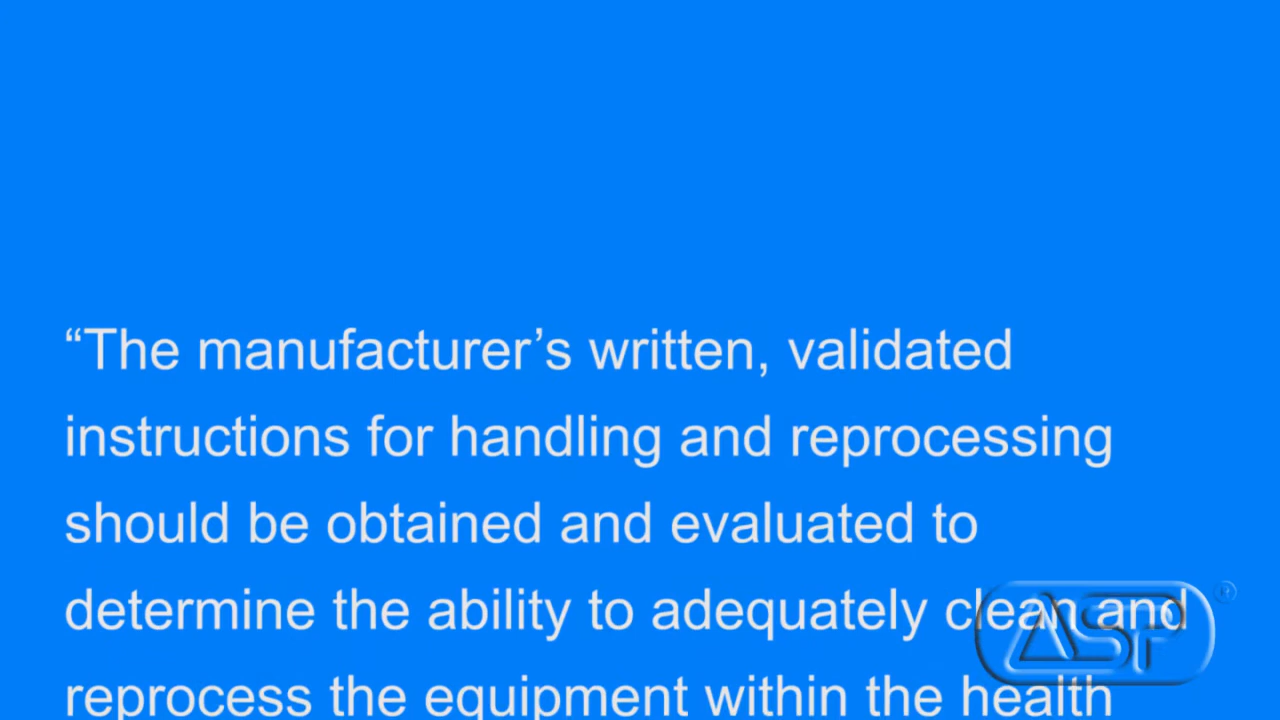 “The manufacturer’s written, validated
instructions for handling and reprocessing
should be obtained and evaluated to
determine the ability to adequately clean and
reprocess the equipment within the health
ASP®